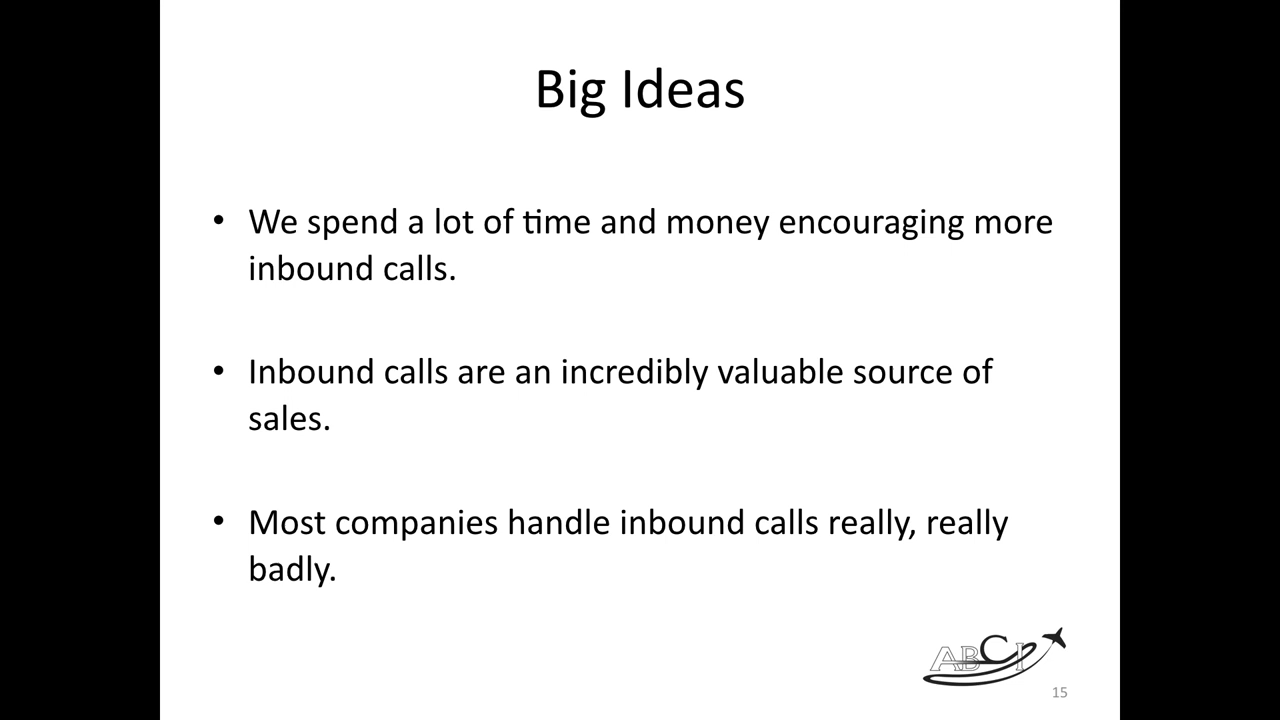 Big Ideas
• We spend a lot of time and money encouraging more
inbound calls.
• Inbound calls are an incredibly valuable source of
sales.
• Most companies handle inbound calls really, really
badly.
ABCI
15